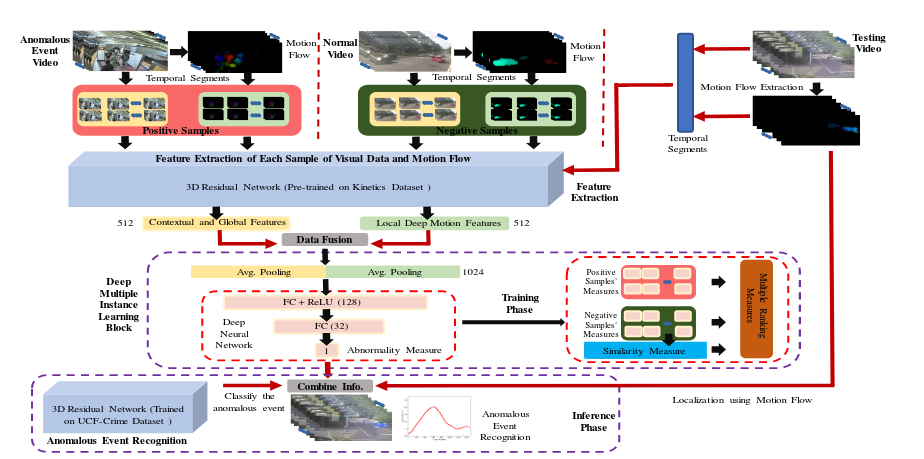 Anomalous
Event
Video
Motion
Flow
Normal
Video
Motion
Flow
Testing
Video
Temporal Segments
Temporal Segments
Motion Flow Extraction
Positive Samples
Negative Samples
Temporal
Segments
Feature Extraction of Each Sample of Visual Data and Motion Flow
3D Residual Network (Pre-trained on Kinetics Dataset )
Feature
Extraction
512
Contextual and Global Features
Local Deep Motion Features
512
Data Fusion
Avg. Pooling
Avg. Pooling
1024
Deep
Multiple
Instance
Learning
Block
FC + ReLU (128)
FC (32)
1
Deep
Neural
Network
Abnormality Measure
Training
Phase
Positive
Samples'
Measures
Negative
Samples'
Measures
Similarity Measure
Multiple Ranking
Measures
3D Residual Network (Trained
on UCF-Crime Dataset )
Anomalous Event Recognition
Classify the
anomalous event
Combine Info.
Anomalous
Event
Recognition
Inference
Phase
Localization using Motion Flow